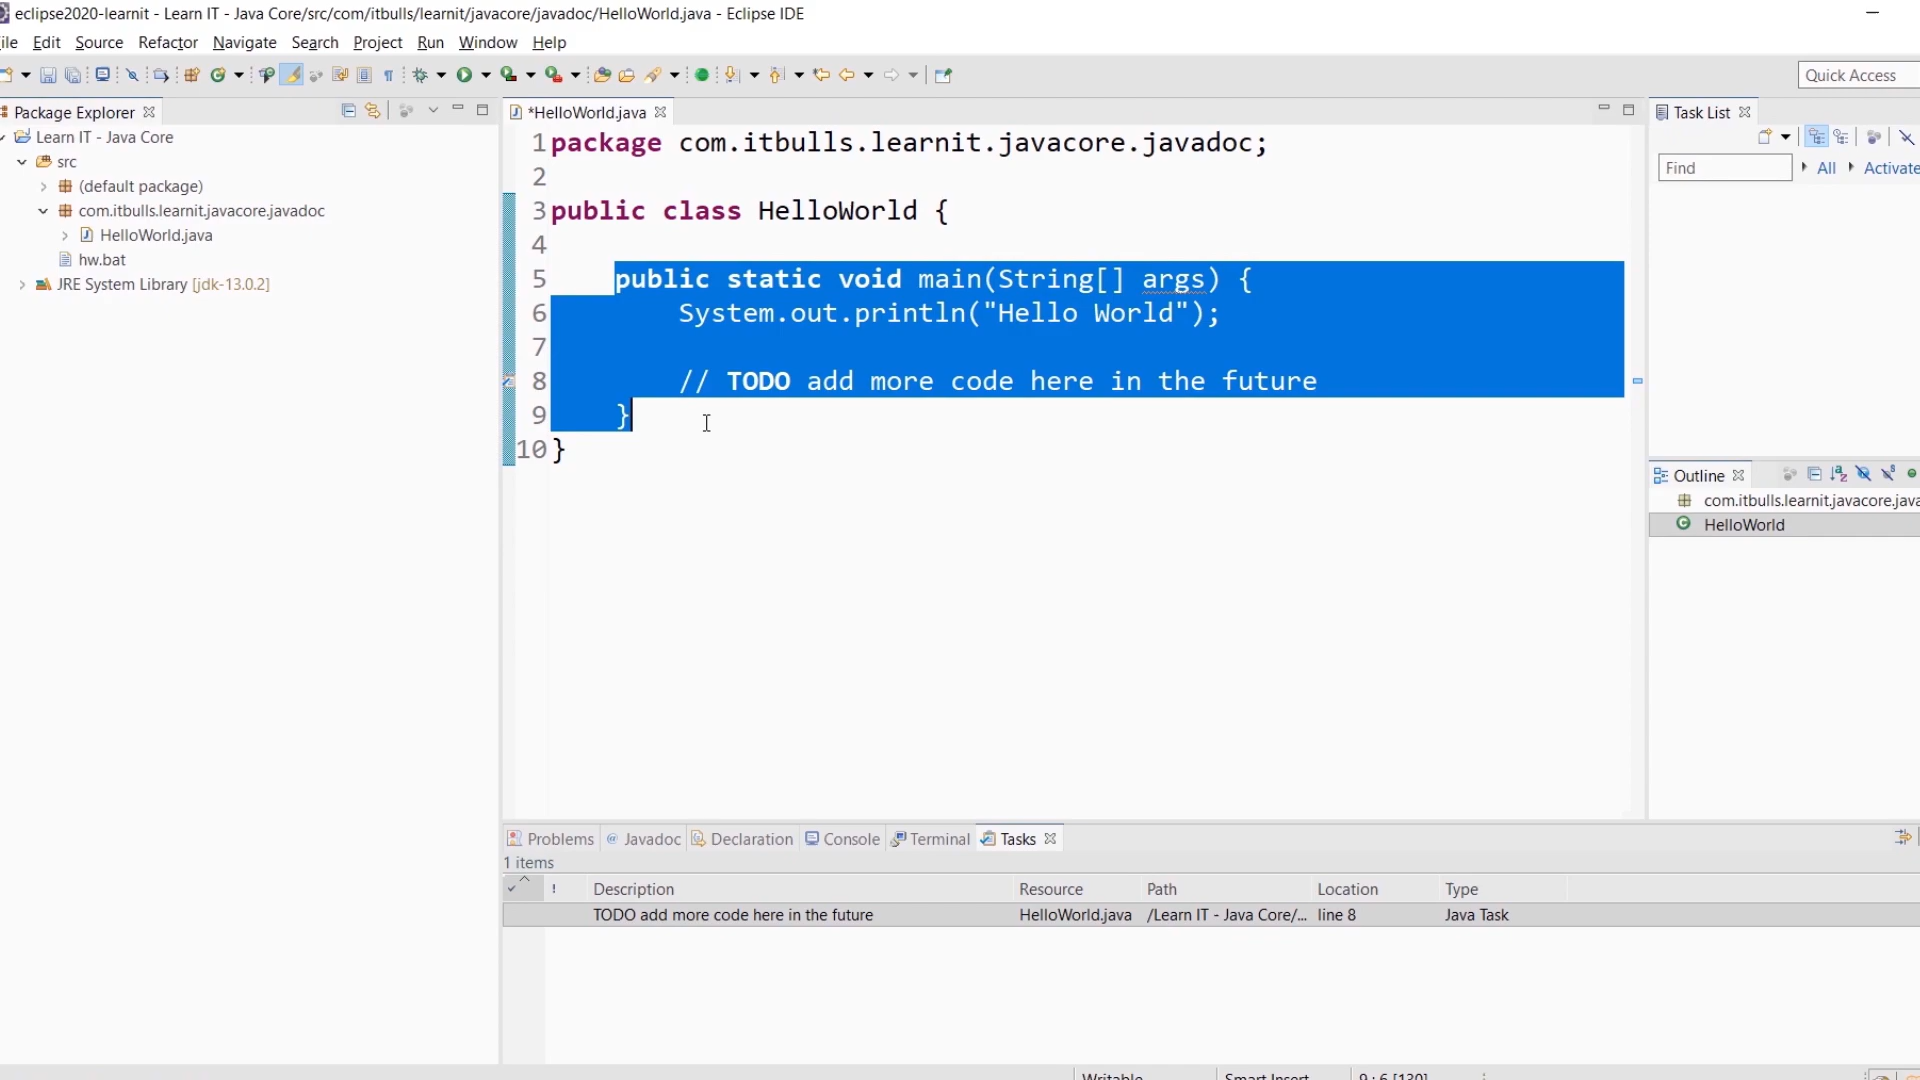 eclipse2020-learnit - Learn IT - Java Core/src/com/itbulls/learnit/javacore/javadoc/HelloWorld.java - Eclipse IDE
ile Edit Source Refactor Navigate Search Project Run Window Help
Quick Access
Package Explorer
Learn IT - Java Core
src
(default package)
com.itbulls.learnit.javacore.javadoc
HelloWorld.java
hw.bat
JRE System Library [jdk-13.0.2]
*HelloWorld.java
1 package com.itbulls.learnit.javacore.javadoc;
2
3 public class HelloWorld {
4
5 public static void main(String[] args) {
6 System.out.println("Hello World");
7
8 // TODO add more code here in the future
9 }
10 }
Task List
Find All Activate
Outline
com.itbulls.learnit.javacore.java
HelloWorld
Problems Javadoc Declaration Console Terminal Tasks
1 items
! Description Resource Path Location Type
TODO add more code here in the future HelloWorld.java /Learn IT - Java Core/... line 8 Java Task
Writable Smart Insert 9 : 6 [130]